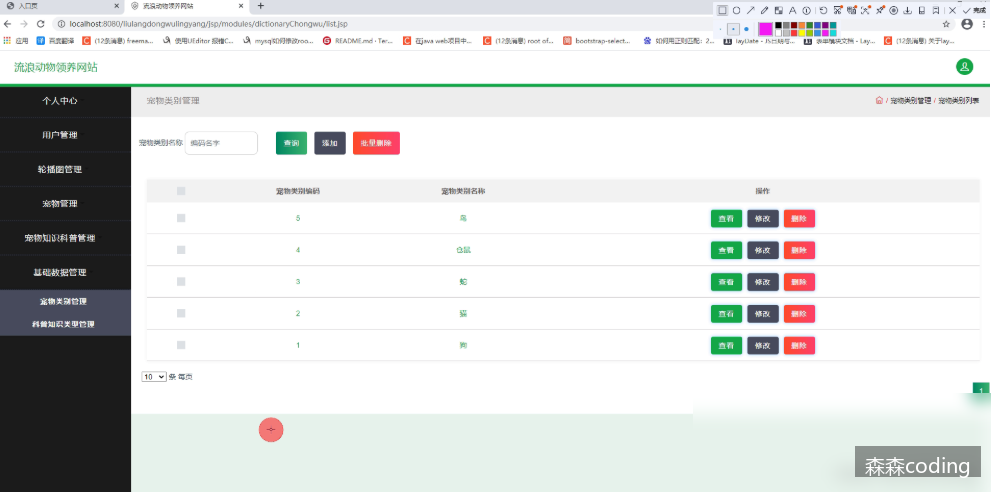 入口页
流浪动物领养网站
完成
localhost:8080/liulangdongwulingyang/jsp/modules/dictionaryChongwu/list.jsp
应用
百度翻译
(12条消息) freema...
使用UEditor 报错C...
mysql如何修改roo...
README.md · Ter...
在java web项目中...
(12条消息) root of...
bootstrap-select...
如何用正则匹配：2...
(12条消息) 关于lay...
流浪动物领养网站
个人中心
用户管理
轮播图管理
宠物管理
宠物知识科普管理
基础数据管理
宠物类别管理
科普知识类型管理
宠物类别管理
/ 宠物类别管理 / 宠物类别列表
宠物类别名称 编码名字 查询 添加 批量删除
宠物类别编码 宠物类别名称 操作
5 鸟 查看 修改 删除
4 仓鼠 查看 修改 删除
3 蛇 查看 修改 删除
2 猫 查看 修改 删除
1 狗 查看 修改 删除
10 条 每页
1
森森coding